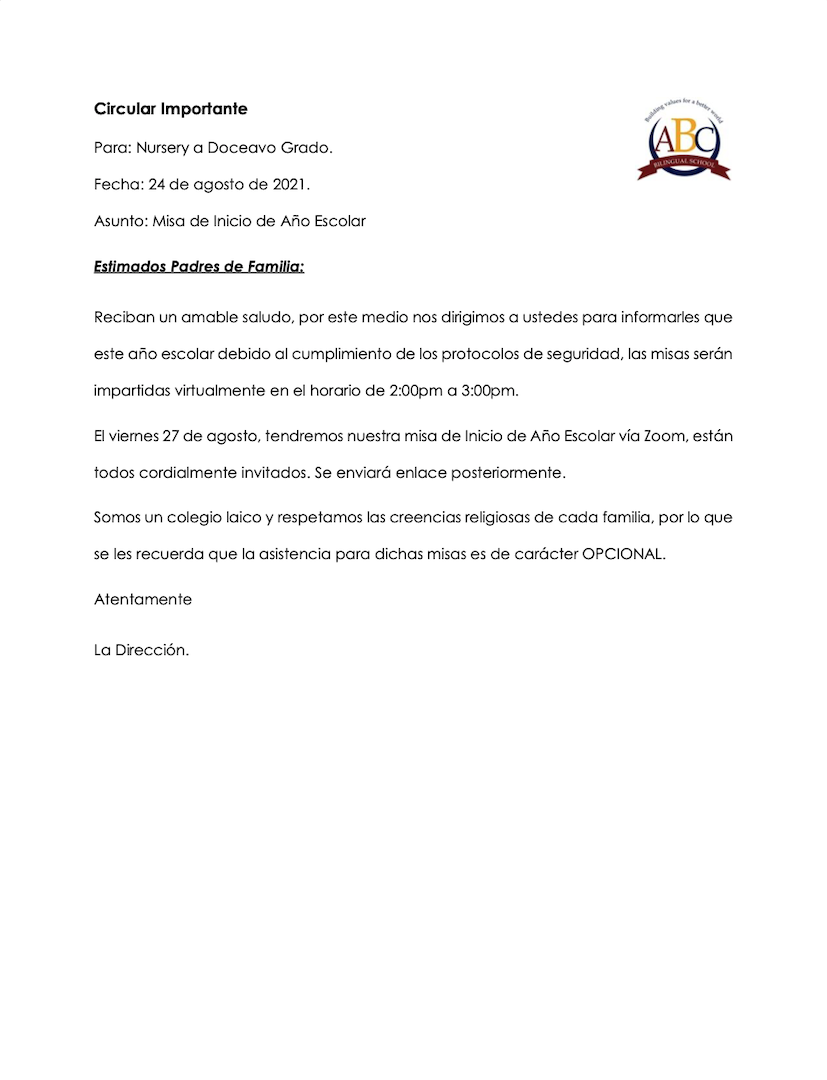 Circular Importante
Building values for a better world
ABC
BILINGUAL SCHOOL
Para: Nursery a Doceavo Grado.
Fecha: 24 de agosto de 2021.
Asunto: Misa de Inicio de Año Escolar
Estimados Padres de Familia:
Reciban un amable saludo, por este medio nos dirigimos a ustedes para informarles que
este año escolar debido al cumplimiento de los protocolos de seguridad, las misas serán
impartidas virtualmente en el horario de 2:00pm a 3:00pm.
El viernes 27 de agosto, tendremos nuestra misa de Inicio de Año Escolar vía Zoom, están
todos cordialmente invitados. Se enviará enlace posteriormente.
Somos un colegio laico y respetamos las creencias religiosas de cada familia, por lo que
se les recuerda que la asistencia para dichas misas es de carácter OPCIONAL.
Atentamente
La Dirección.